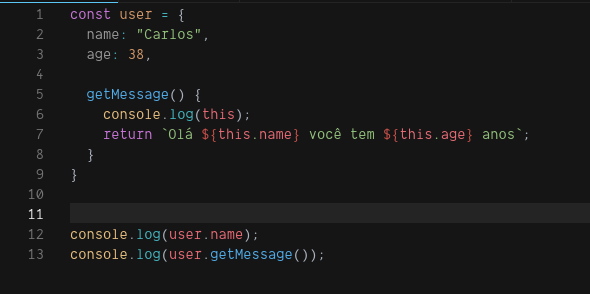 1 const user = {
2   name: "Carlos",
3   age: 38,
4
5   getMessage() {
6     console.log(this);
7     return `Olá ${this.name} você tem ${this.age} anos`;
8   }
9 }
10
11
12 console.log(user.name);
13 console.log(user.getMessage());